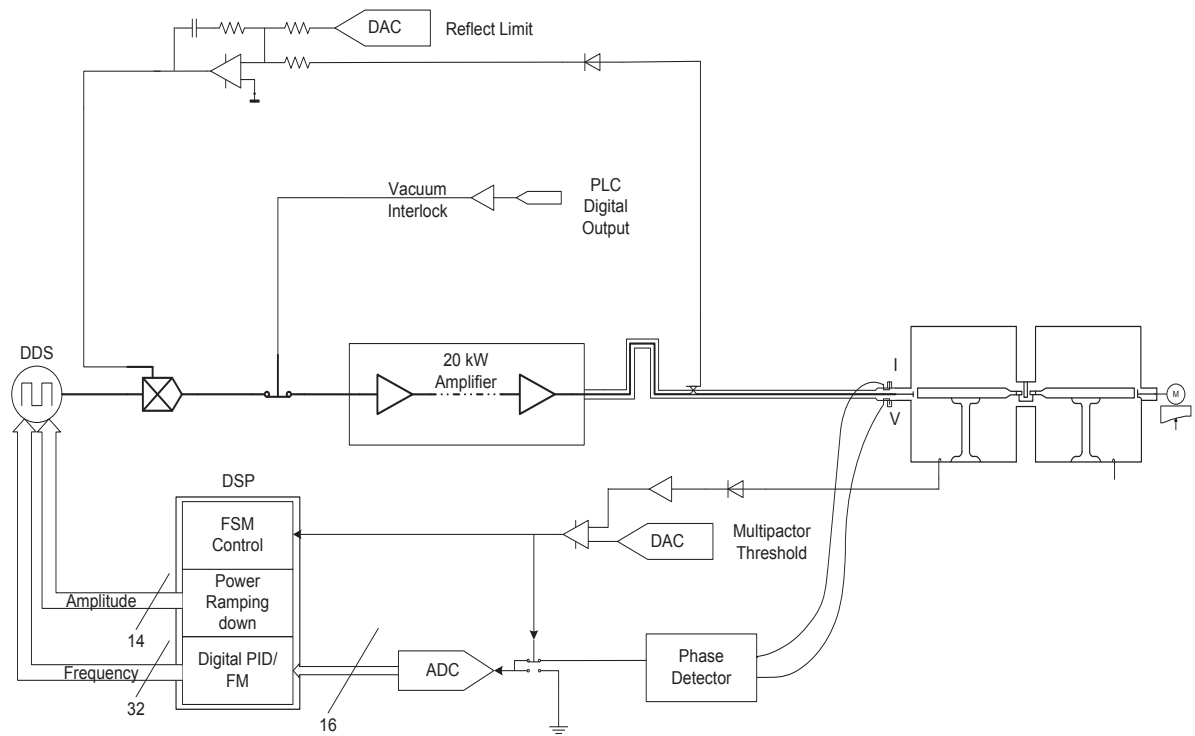 DAC
Reflect Limit
Vacuum
Interlock
PLC
Digital
Output
DDS
20 kW
Amplifier
I
V
M
DSP
FSM
Control
Power
Ramping
down
Digital PID/
FM
Amplitude
14
Frequency
32
16
ADC
DAC
Multipactor
Threshold
Phase
Detector